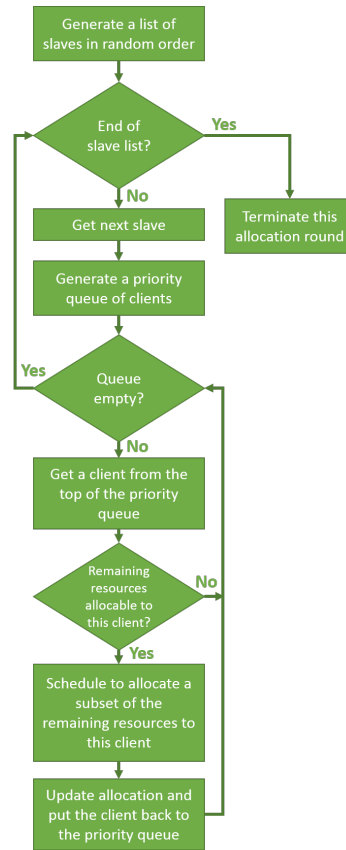 Generate a list of
slaves in random order
End of
slave list?
Yes
No
Get next slave
Terminate this
allocation round
Generate a priority
queue of clients
Yes
Queue
empty?
No
Get a client from the
top of the priority
queue
Remaining
resources
allocable to
this client?
No
Yes
Schedule to allocate a
subset of the
remaining resources to
this client
Update allocation and
put the client back to
the priority queue